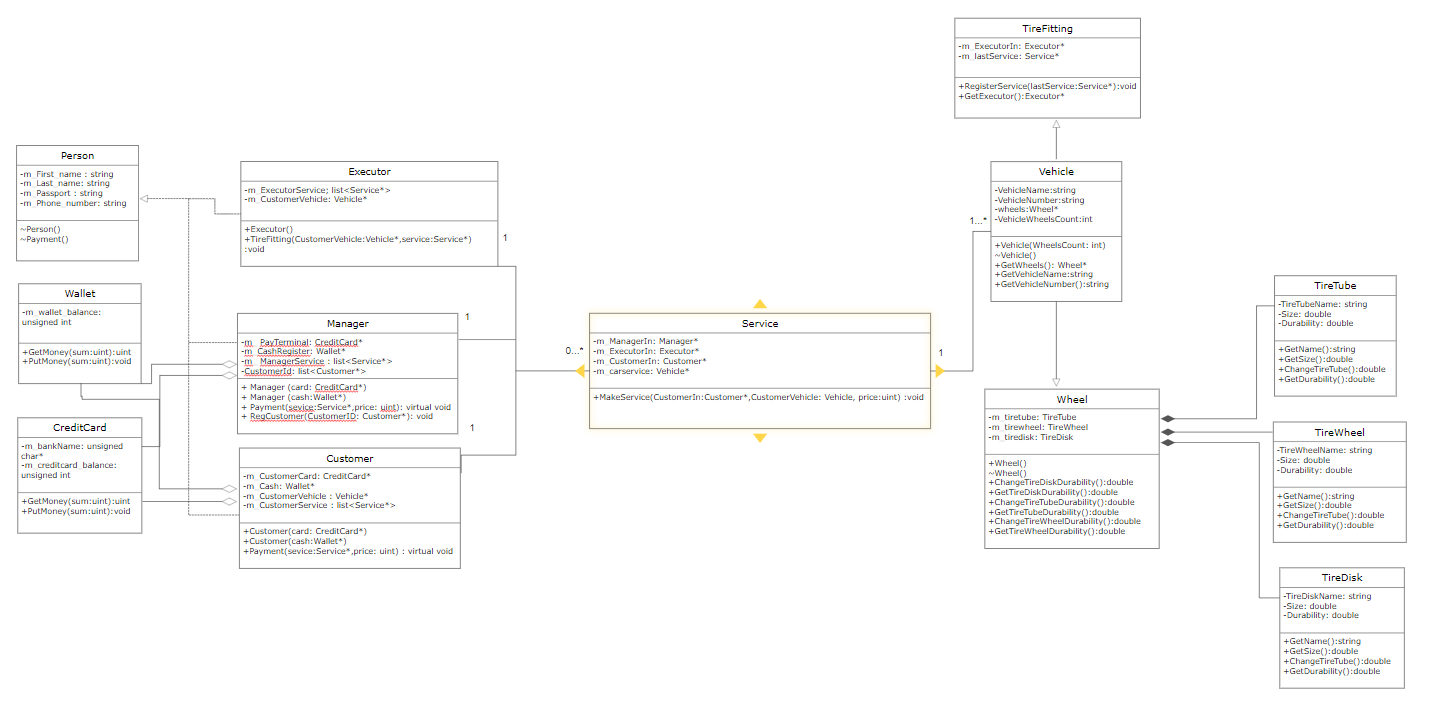 TireFitting
-m_ExecutorIn: Executor*
-m_lastService: Service*
+RegisterService(lastService:Service*):void
+GetExecutor():Executor*
Person
-m_First_name : string
-m_Last_name: string
-m_Passport : string
-m_Phone_number: string
~Person()
~Payment()
Executor
-m_ExecutorService; list<Service*>
-m_CustomerVehicle: Vehicle*
+Executor()
+TireFitting(CustomerVehicle:Vehicle*,service:Service*)
:void
1
Vehicle
-VehicleName:string
-VehicleNumber:string
-wheels:Wheel*
-VehicleWheelsCount:int
+Vehicle(WheelsCount: int)
~Vehicle()
+GetWheels(): Wheel*
+GetVehicleName:string
+GetVehicleNumber():string
1...*
Wallet
-m_wallet_balance:
unsigned int
+GetMoney(sum:uint):uint
+PutMoney(sum:uint):void
Manager
-m_ PayTerminal: CreditCard*
-m_ CashRegister: Wallet*
-m_ ManagerService : list<Service*>
-CustomerId: list<Customer*>
+ Manager (card: CreditCard*)
+ Manager (cash:Wallet*)
+ Payment(sevice:Service*,price: uint): virtual void
+ RegCustomer(CustomerID: Customer*): void
1
Service
-m_ManagerIn: Manager*
-m_ExecutorIn: Executor*
-m_CustomerIn: Customer*
-m_carservice: Vehicle*
+MakeService(CustomerIn:Customer*,CustomerVehicle: Vehicle, price:uint) :void
0...*
1
TireTube
-TireTubeName: string
-Size: double
-Durability: double
+GetName():string
+GetSize():double
+ChangeTireTube():double
+GetDurability():double
CreditCard
-m_bankName: unsigned
char*
-m_creditcard_balance:
unsigned int
+GetMoney(sum:uint):uint
+PutMoney(sum:uint):void
1
Customer
-m_CustomerCard: CreditCard*
-m_Cash: Wallet*
-m_CustomerVehicle : Vehicle*
-m_CustomerService : list<Service*>
+Customer(card: CreditCard*)
+Customer(cash:Wallet*)
+Payment(sevice:Service*,price: uint) : virtual void
Wheel
-m_tiretube: TireTube
-m_tirewheel: TireWheel
-m_tiredisk: TireDisk
+Wheel()
~Wheel()
+ChangeTireDiskDurability():double
+GetTireDiskDurability():double
+ChangeTireTubeDurability():double
+GetTireTubeDurability():double
+ChangeTireWheelDurability():double
+GetTireWheelDurability():double
TireWheel
-TireWheelName: string
-Size: double
-Durability: double
+GetName():string
+GetSize():double
+ChangeTireTube():double
+GetDurability():double
TireDisk
-TireDiskName: string
-Size: double
-Durability: double
+GetName():string
+GetSize():double
+ChangeTireTube():double
+GetDurability():double